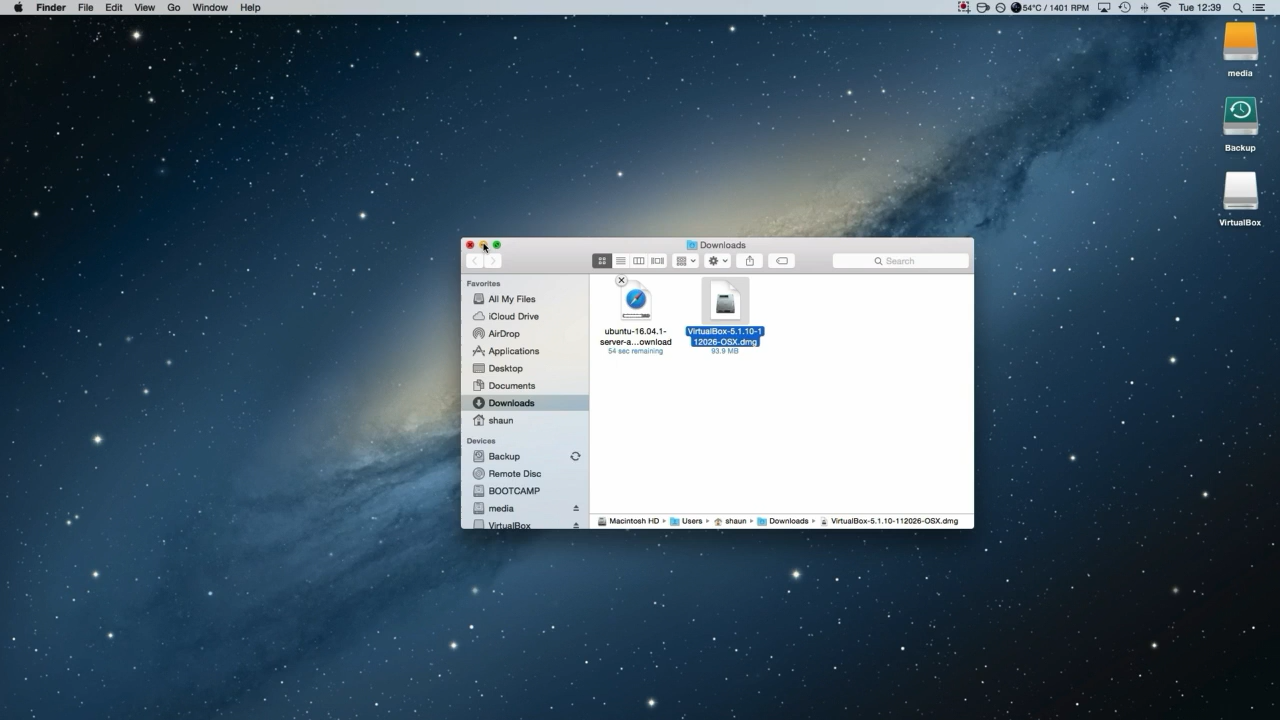 Finder File Edit View Go Window Help
54°C / 1401 RPM Tue 12:39
media
Backup
VirtualBox
Downloads
Search
Favorites
All My Files
iCloud Drive
AirDrop
Applications
Desktop
Documents
Downloads
shaun
Devices
Backup
Remote Disc
BOOTCAMP
media
VirtualBox
ubuntu-16.04.1-
server-a...ownload
54 sec remaining
VirtualBox-5.1.10-1
12026-OSX.dmg
93.9 MB
Macintosh HD Users shaun Downloads VirtualBox-5.1.10-112026-OSX.dmg